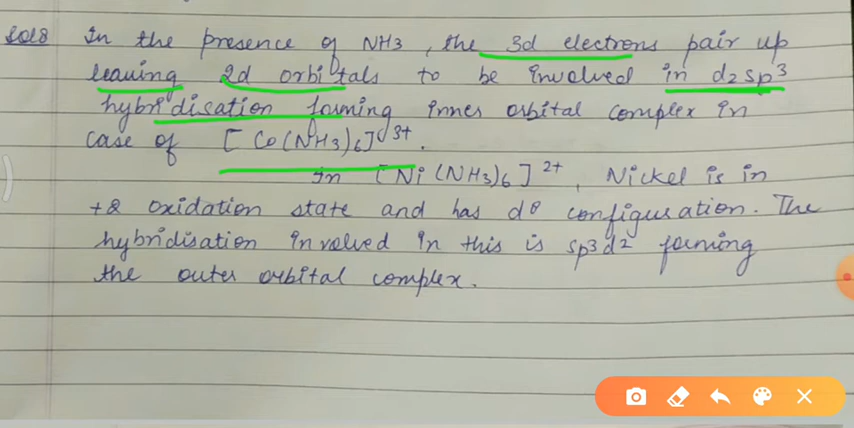 Sol8 In the presence of NH3, the 3d electrons pair up
leaving 2d orbitals to be involved in d2sp3
hybridisation forming inner orbital complex in
case of [Co(NH3)6]3+.
In [Ni(NH3)6]2+, Nickel is in
+2 oxidation state and has d8 configuration. The
hybridisation involved in this is sp3d2 forming
the outer orbital complex.